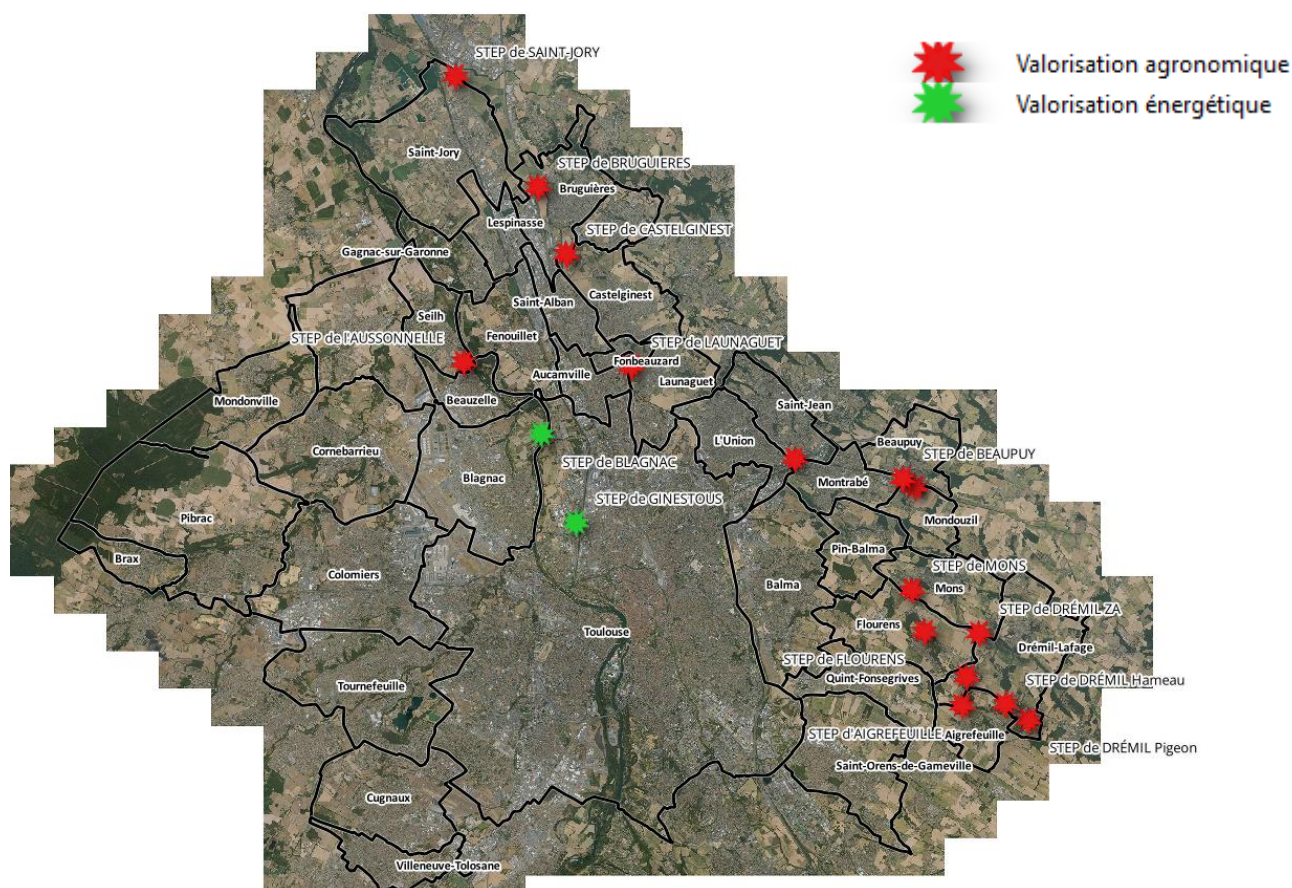 STEP de SAINT-JORY
Valorisation agronomique
Valorisation énergétique
Saint-Jory
STEP de BRUGUIERES
Bruguières
Lespinasse
STEP de CASTELGINEST
Gagnac-sur-Garonne
Castelginest
Saint-Alban
Seilh
STEP de l'AUSSONNELLE
Fenouillet
STEP de LAUNAGUET
Fonbeauzard
Aucamville
Launaguet
Mondonville
Beauzelle
Saint-Jean
L'Union
Beaupuy
Cornebarrieu
STEP de BEAUPUY
STEP de BLAGNAC
Blagnac
Montrabé
STEP de GINESTOUS
Pibrac
Mondouzil
Pin-Balma
Brax
STEP de MONS
Colomiers
Balma
Mons
STEP de DRÉMIL ZA
Flourens
Toulouse
Drémil-Lafage
STEP de FLOURENS
Quint-Fonsegrives
STEP de DRÉMIL Hameau
Tournefeuille
STEP d'AIGREFEUILLE
Aigrefeuille
STEP de DRÉMIL Pigeon
Saint-Orens-de-Gameville
Cugnaux
Villeneuve-Tolosane